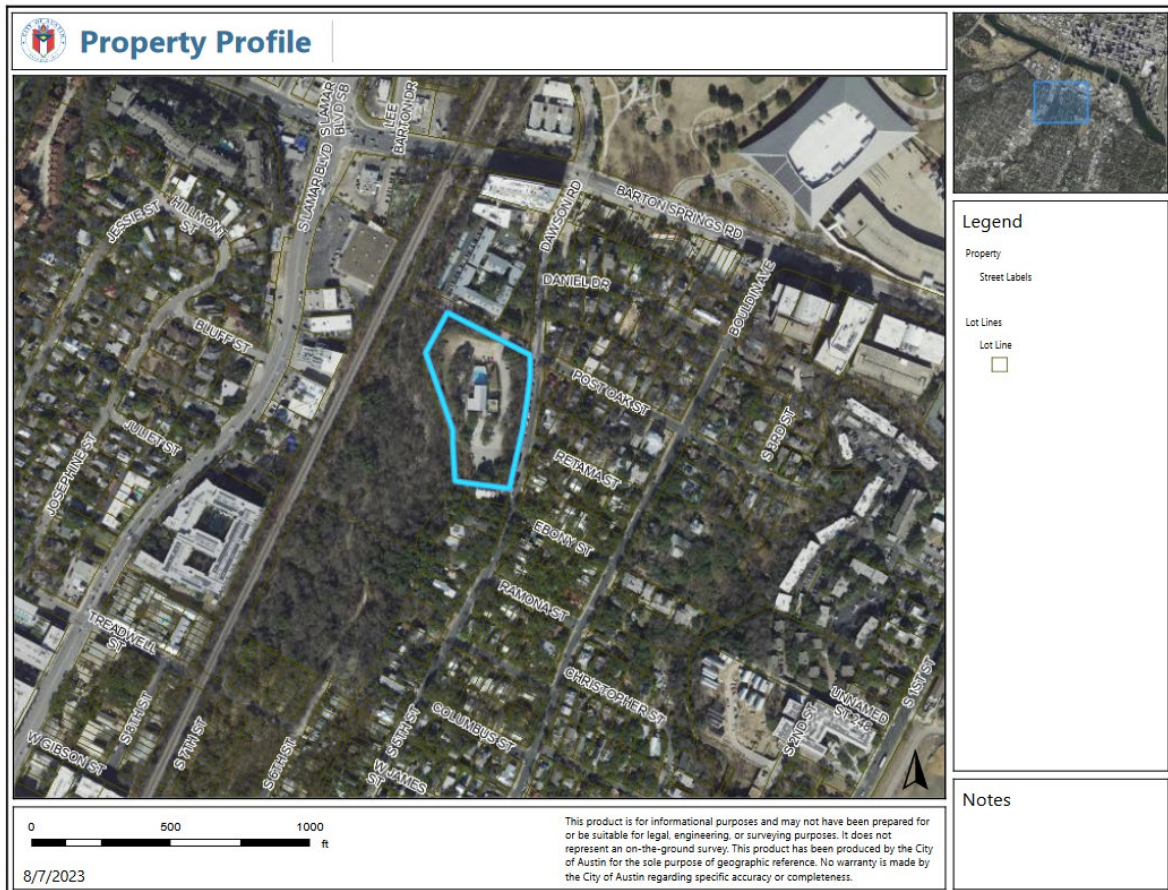 Property Profile
S LAMAR
BLVD SB
LEE
BARTON DR
S LAMAR BLVD
BARTON SPRINGS RD
DAWSON RD
JESSIE ST
HILLMONT
ST
DANIEL DR
BOULDIN AVE
BLUFF ST
POST OAK ST
S 3RD ST
JULIET ST
JOSEPHINE ST
RETAMA ST
EBONY ST
RAMONA ST
TREADWELL
ST
CHRISTOPHER ST
S 1ST ST
UNNAMED
ST-246
S 2ND ST
COLUMBUS ST
S 5TH ST
S 8TH ST
S 7TH ST
S 6TH ST
W GIBSON ST
W JAMES
ST
Legend
Property
Street Labels
Lot Lines
Lot Line
Notes
0 500 1000
ft
8/7/2023
This product is for informational purposes and may not have been prepared for
or be suitable for legal, engineering, or surveying purposes. It does not
represent an on-the-ground survey. This product has been produced by the City
of Austin for the sole purpose of geographic reference. No warranty is made by
the City of Austin regarding specific accuracy or completeness.